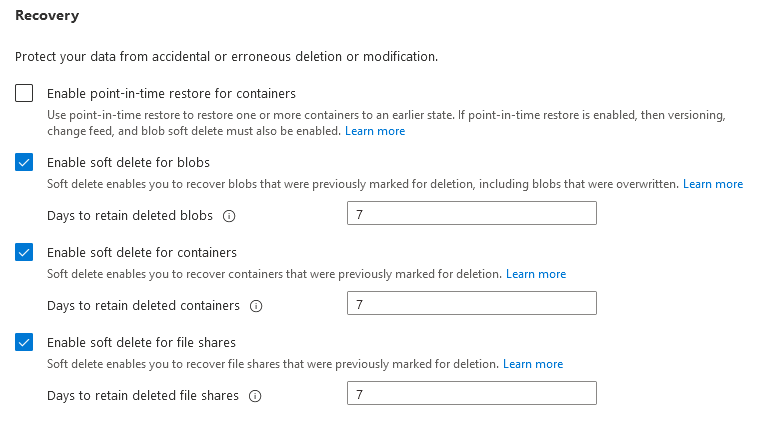 Recovery
Protect your data from accidental or erroneous deletion or modification.
Enable point-in-time restore for containers
Use point-in-time restore to restore one or more containers to an earlier state. If point-in-time restore is enabled, then versioning,
change feed, and blob soft delete must also be enabled. Learn more
Enable soft delete for blobs
Soft delete enables you to recover blobs that were previously marked for deletion, including blobs that were overwritten. Learn more
Days to retain deleted blobs 7
Enable soft delete for containers
Soft delete enables you to recover containers that were previously marked for deletion. Learn more
Days to retain deleted containers 7
Enable soft delete for file shares
Soft delete enables you to recover file shares that were previously marked for deletion. Learn more
Days to retain deleted file shares 7